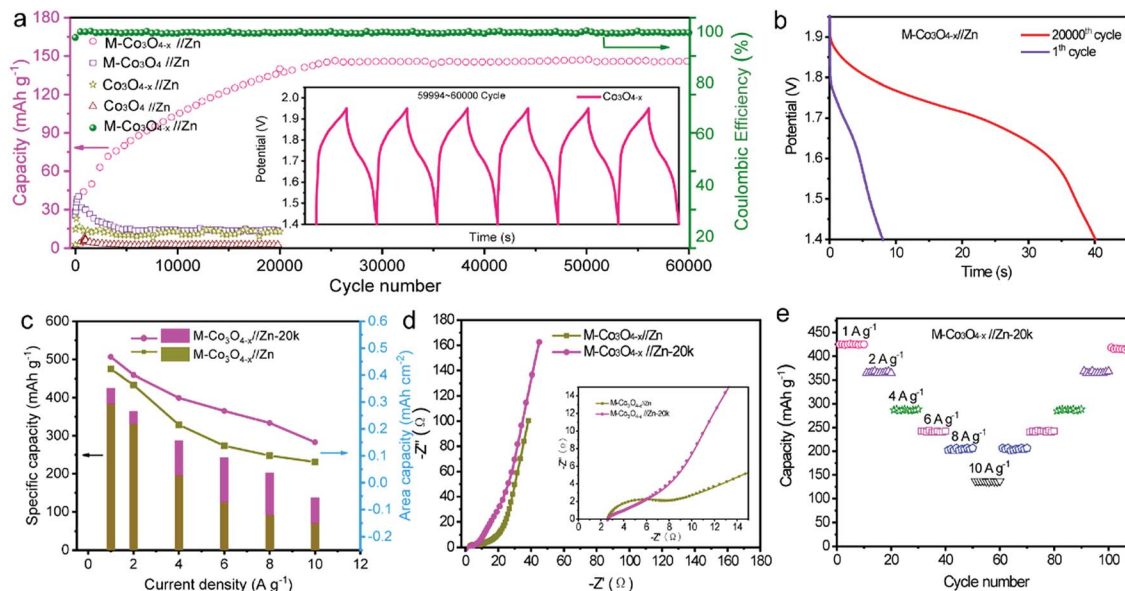 a
180
150
120
90
60
30
0
Capacity (mAh g⁻¹)
M-Co₃O₄₋ₓ //Zn
M-Co₃O₄ //Zn
Co₃O₄₋ₓ //Zn
Co₃O₄ //Zn
M-Co₃O₄₋ₓ //Zn
59994~60000 Cycle
Co₃O₄₋ₓ
2.0
1.9
1.8
1.7
1.6
1.5
1.4
Potential (V)
Time (s)
100
80
60
40
20
Coulombic Efficiency (%)
0 10000 20000 30000 40000 50000 60000
Cycle number
b
M-Co₃O₄₋ₓ//Zn
20000ᵗʰ cycle
1ᵗʰ cycle
1.9
1.8
1.7
1.6
1.5
1.4
Potential (V)
0 10 20 30 40
Time (s)
c
M-Co₃O₄₋ₓ//Zn-20k
M-Co₃O₄₋ₓ//Zn
600
500
400
300
200
100
0
Specific capacity (mAh g⁻¹)
0.6
0.5
0.4
0.3
0.2
0.1
0.0
-0.1
-0.2
Area capacity (mAh cm⁻²)
0 2 4 6 8 10 12
Current density (A g⁻¹)
d
M-Co₃O₄₋ₓ//Zn
M-Co₃O₄₋ₓ //Zn-20k
180
160
140
120
100
80
60
40
20
0
-Z'' (Ω)
M-Co₃O₄₋ₓ//Zn
M-Co₃O₄₋ₓ //Zn-20k
14
12
10
8
6
4
2
0
-Z'' (Ω)
0 2 4 6 8 10 12 14
-Z' (Ω)
0 20 40 60 80 100 120 140 160 180
-Z' (Ω)
e
M-Co₃O₄₋ₓ //Zn-20k
450
400
350
300
250
200
150
100
50
0
Capacity (mAh g⁻¹)
1 A g⁻¹
2 A g⁻¹
4 A g⁻¹
6 A g⁻¹
8 A g⁻¹
10 A g⁻¹
0 20 40 60 80 100
Cycle number